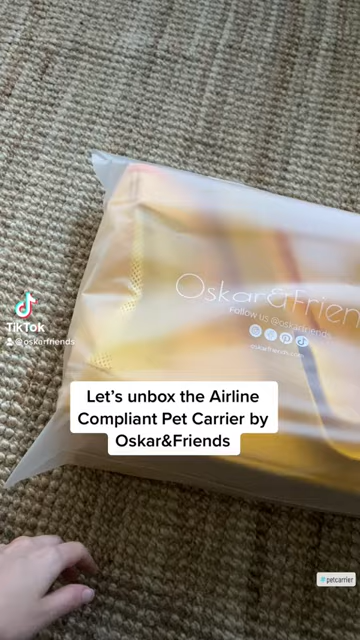 Oskar&Frien
Follow us @oskarfriends
oskarfriends.com
TikTok
@oskarfriends
Let's unbox the Airline
Compliant Pet Carrier by
Oskar&Friends
#petcarrier